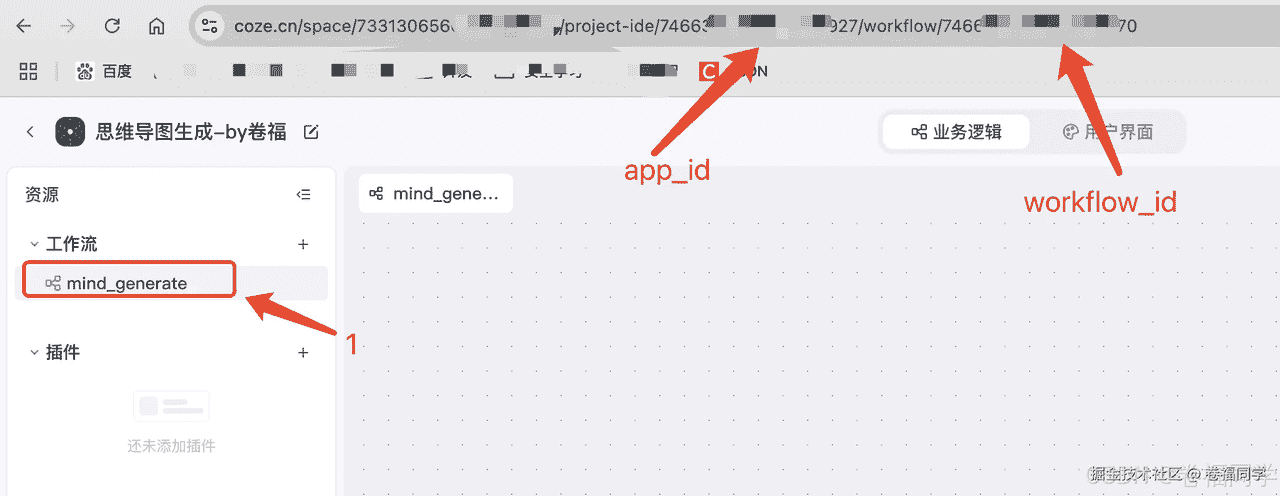 coze.cn/space/733130656 /project-ide/7466 927/workflow/7466 70
百度
思维导图生成-by卷福
业务逻辑
用户界面
app_id
workflow_id
资源
mind_gene...
工作流
mind_generate
1
插件
还未添加插件
掘金技术社区 @ 卷福同学